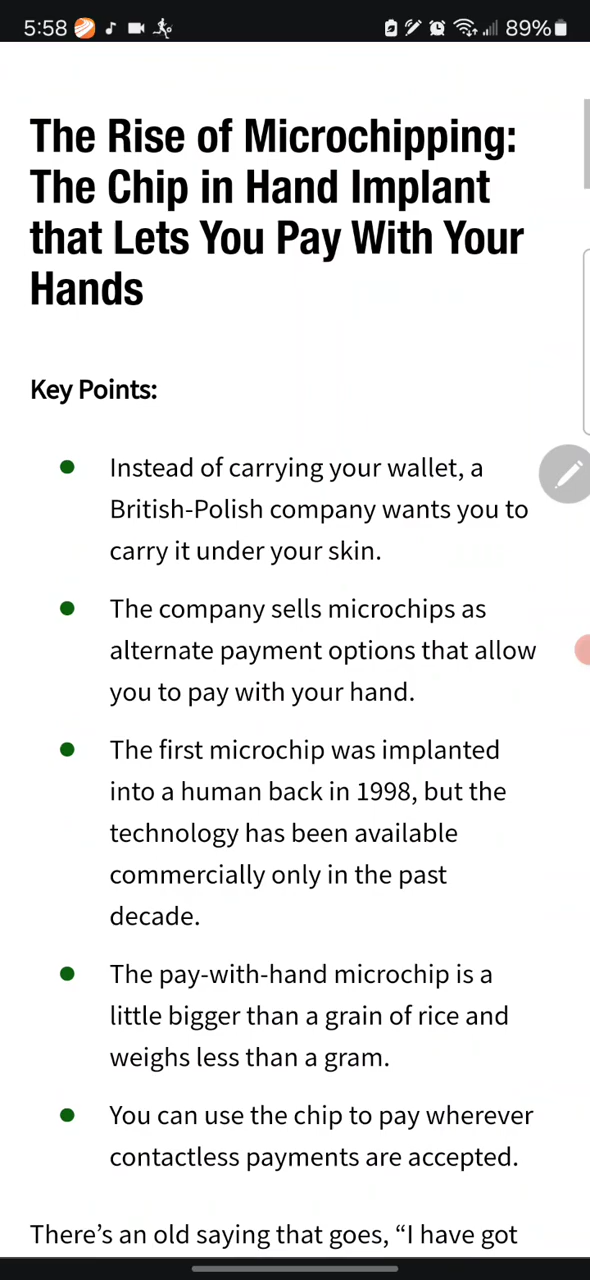 5:58
89%
The Rise of Microchipping:
The Chip in Hand Implant
that Lets You Pay With Your
Hands
Key Points:
Instead of carrying your wallet, a
British-Polish company wants you to
carry it under your skin.
The company sells microchips as
alternate payment options that allow
you to pay with your hand.
The first microchip was implanted
into a human back in 1998, but the
technology has been available
commercially only in the past
decade.
The pay-with-hand microchip is a
little bigger than a grain of rice and
weighs less than a gram.
You can use the chip to pay wherever
contactless payments are accepted.
There’s an old saying that goes, “I have got